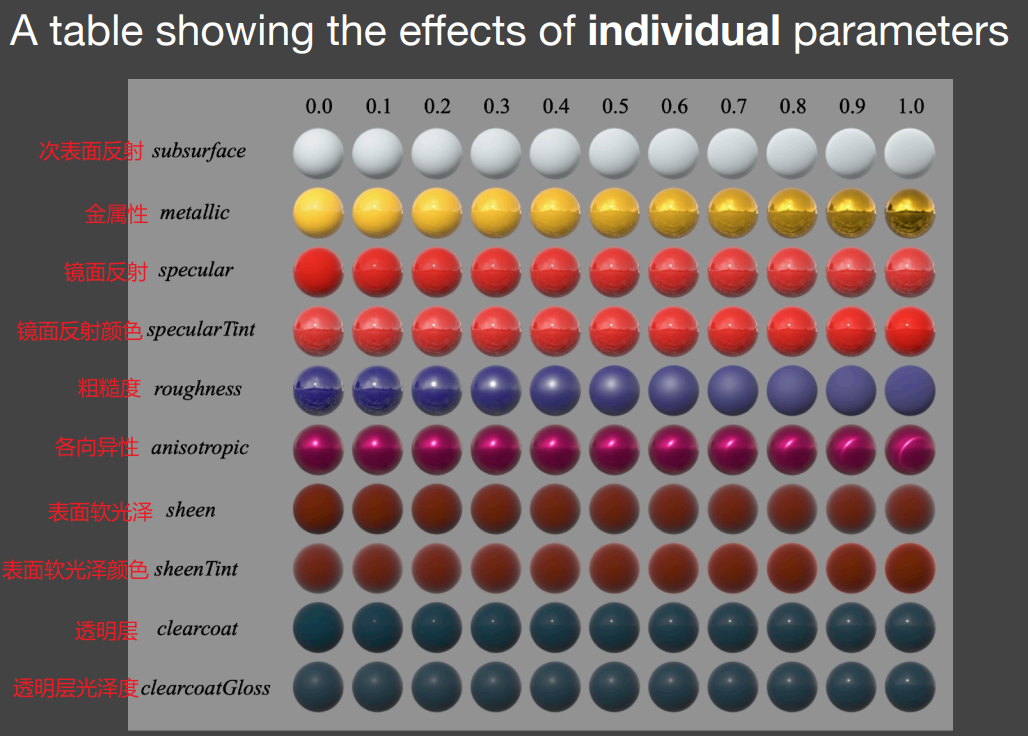 A table showing the effects of individual parameters
0.0 0.1 0.2 0.3 0.4 0.5 0.6 0.7 0.8 0.9 1.0
次表面反射 subsurface
金属性 metallic
镜面反射 specular
镜面反射颜色 specularTint
粗糙度 roughness
各向异性 anisotropic
表面软光泽 sheen
表面软光泽颜色 sheenTint
透明层 clearcoat
透明层光泽度 clearcoatGloss